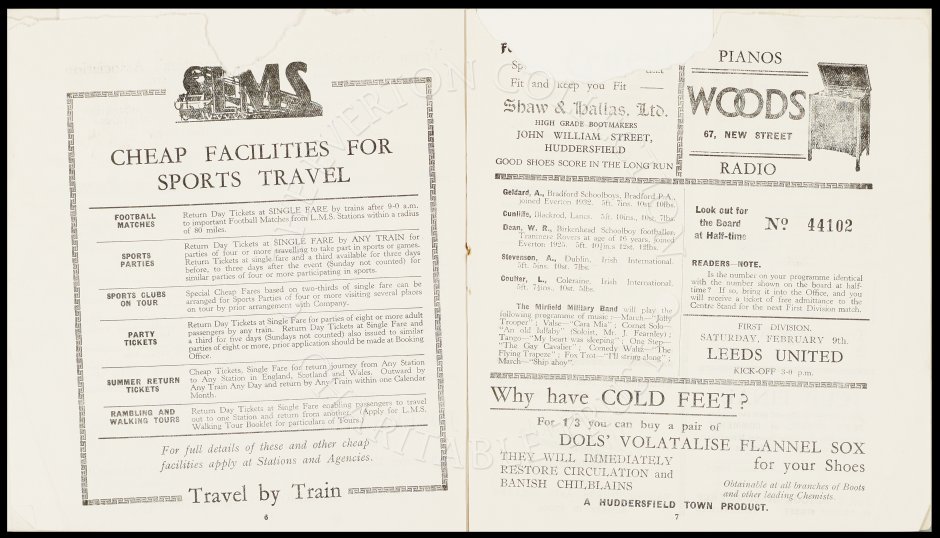 LMS
CHEAP FACILITIES FOR
SPORTS TRAVEL
FOOTBALL
MATCHES
Return Day Tickets at SINGLE FARE by trains after 9-0 a.m.
to important Football Matches from L.M.S. Stations within a radius
of 80 miles.
SPORTS
PARTIES
Return Day Tickets at SINGLE FARE by ANY TRAIN for
parties of four or more travelling to take part in sports or games.
Return Tickets at single fare and a third available for three days
before, to three days after the event (Sunday not counted) for
similar parties of four or more participating in sports.
SPORTS CLUBS
ON TOUR
Special Cheap Fares based on two-thirds of single fare can be
arranged for Sports Parties of four or more visiting several places
on tour by prior arrangement with Company.
PARTY
TICKETS
Return Day Tickets at Single Fare for parties of eight or more adult
passengers by any train. Return Day Tickets at Single Fare and
a third for five days (Sundays not counted) also issued to similar
parties of eight or more, prior application should be made at Booking
Office.
SUMMER RETURN
TICKETS
Cheap Tickets, Single Fare for return journey from Any Station
to Any Station in England, Scotland and Wales. Outward by
Any Train Any Day and return by Any Train within one Calendar
Month.
RAMBLING AND
WALKING TOURS
Return Day Tickets at Single Fare enabling passengers to travel
out to one Station and return from another. (Apply for L.M.S.
Walking Tour Booklet for particulars of Tours.)
For full details of these and other cheap
facilities apply at Stations and Agencies.
Travel by Train
6
Fit and keep you Fit
Shaw & Hallas, Ltd.
HIGH GRADE BOOTMAKERS
JOHN WILLIAM STREET,
HUDDERSFIELD
GOOD SHOES SCORE IN THE LONG RUN
PIANOS
WOODS
67, NEW STREET
RADIO
Geldard, A., Bradford Schoolboys, Bradford P.A.,
joined Everton 1932. 5ft. 7ins. 10st. 10lbs.
Cunliffe, Blackrod, Lancs. 5ft. 10ins., 10st. 7lbs.
Dean, W. R., Birkenhead Schoolboy footballer,
Tranmere Rovers at age of 16 years, joined
Everton 1925. 5ft. 10½ins. 12st. 12lbs.
Stevenson, A., Dublin, Irish International.
5ft. 5ins. 10st. 7lbs.
Coulter, L., Coleraine, Irish International.
5ft. 7½ins., 10st. 5lbs.
The Mirfield Military Band will play the
following programme of music:—March—"Jolly
Trooper"; Valse—"Cara Mia"; Cornet Solo—
"An old lullaby" (Soloist, Mr. J. Fearnley);
Tango—"My heart was sleeping" One Step—
"The Gay Cavalier"; Comedy Waltz—"The
Flying Trapeze"; Fox Trot—"I'll string along";
March—"Ship ahoy".
Look out for
the Board
at Half-time
No 44102
READERS—NOTE.
Is the number on your programme identical
with the number shown on the board at half-
time? If so, bring it into the Office, and you
will receive a ticket of free admittance to the
Centre Stand for the next First Division match.
FIRST DIVISION.
SATURDAY, FEBRUARY 9th.
LEEDS UNITED
KICK-OFF 3-0 p.m.
Why have COLD FEET?
For 1/3 you can buy a pair of
DOLS' VOLATALISE FLANNEL SOX
for your Shoes
THEY WILL IMMEDIATELY
RESTORE CIRCULATION and
BANISH CHILBLAINS
Obtainable at all branches of Boots
and other leading Chemists.
A HUDDERSFIELD TOWN PRODUCT.
7